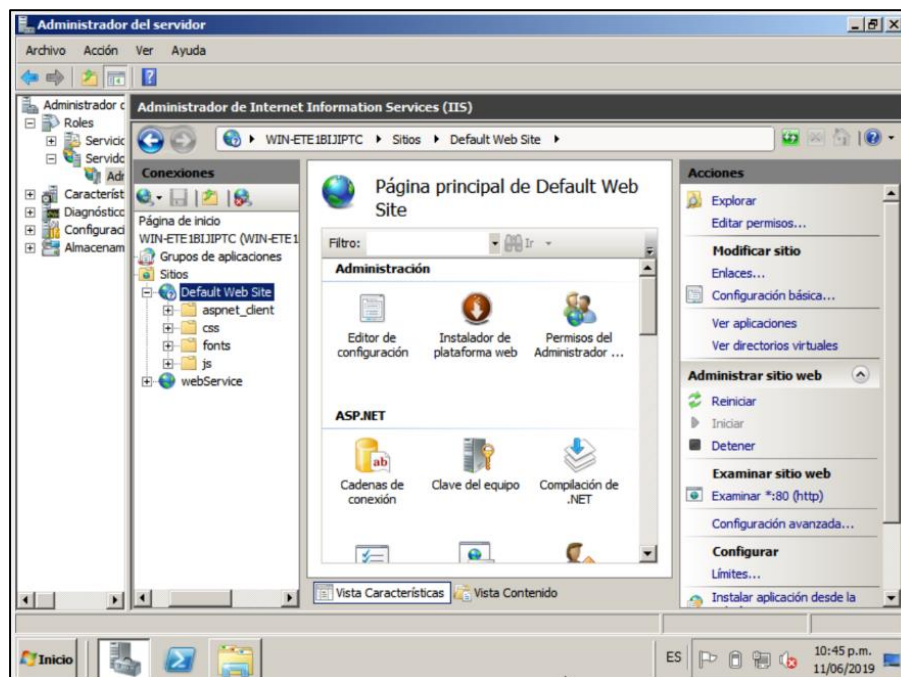 Administrador del servidor
Archivo Acción Ver Ayuda
Administrador d
Roles
Servicio
Servido
Adr
Característ
Diagnóstico
Configuraci
Almacenam
Administrador de Internet Information Services (IIS)
WIN-ETE1BIJIPTC Sitios Default Web Site
Conexiones
Página de inicio
WIN-ETE1BIJIPTC (WIN-ETE1
Grupos de aplicaciones
Sitios
Default Web Site
aspnet_client
css
fonts
js
webService
Página principal de Default Web
Sitio
Filtro: Ir
Administración
Editor de
configuración
Instalador de
plataforma web
Permisos del
Administrador ...
ASP.NET
Cadenas de
conexión
Clave del equipo
Compilación de
.NET
Vista Características Vista Contenido
Acciones
Explorar
Editar permisos...
Modificar sitio
Enlaces...
Configuración básica...
Ver aplicaciones
Ver directorios virtuales
Administrar sitio web
Reiniciar
Iniciar
Detener
Examinar sitio web
Examinar *:80 (http)
Configuración avanzada...
Configurar
Límites...
Instalar aplicación desde la
Inicio
ES
10:45 p.m.
11/06/2019